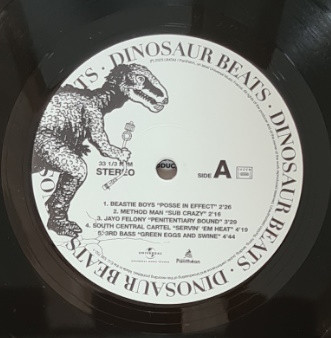 DINOSAUR BEATS · DINOSAUR BEATS · DINOSAUR BEATS
33 1/3 RPM
STEREO
SIDE A
1. BEASTIE BOYS "POSSE IN EFFECT" 2'26
2. METHOD MAN "SUB CRAZY" 2'16
3. JAYO FELONY "PENITENTIARY BOUND" 3'29
4. SOUTH CENTRAL CARTEL "SERVIN' EM HEAT" 4'19
5. 3RD BASS "GREEN EGGS AND SWINE" 4'44
UNIVERSAL
Panthéon